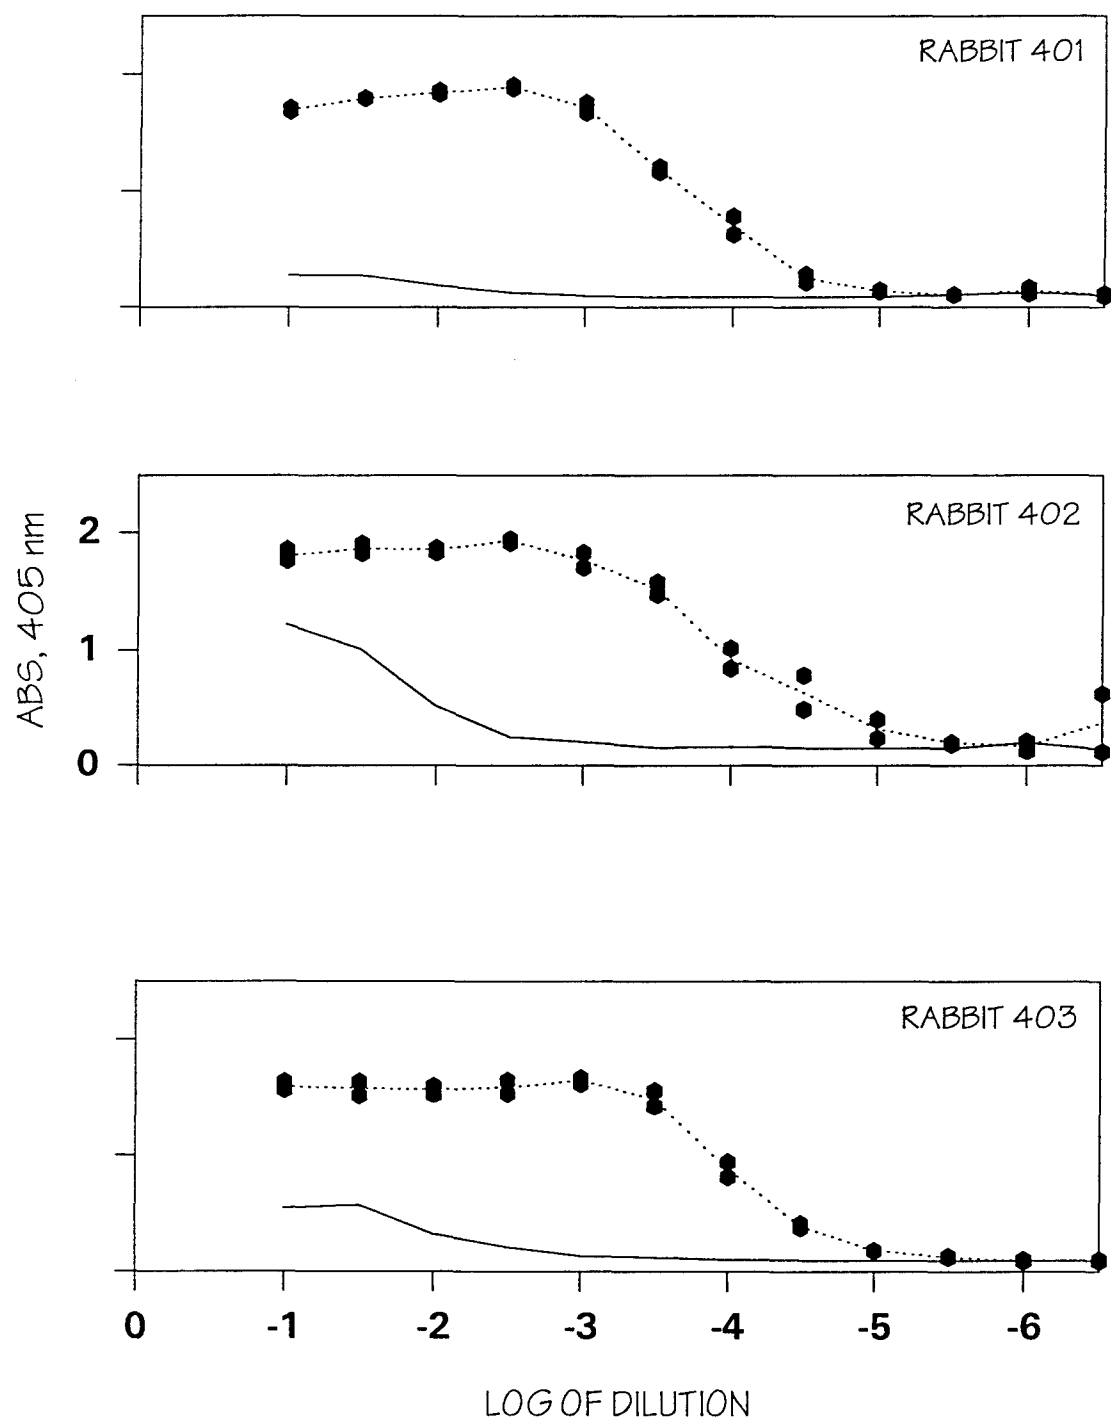 RABBIT 401
RABBIT 402
ABS, 405 nm
2
1
0
RABBIT 403
0 -1 -2 -3 -4 -5 -6
LOG OF DILUTION